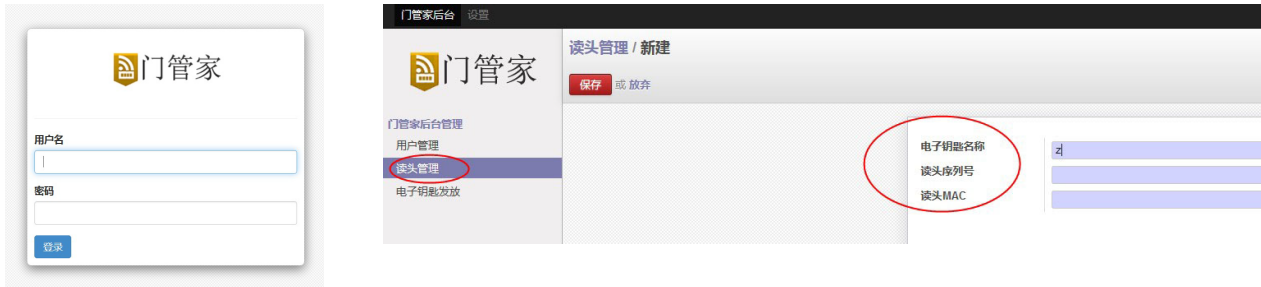 门管家
用户名
密码
登录
门管家后台 设置
门管家
门管家后台管理
用户管理
读头管理
电子钥匙发放
读头管理 / 新建
保存 或 放弃
电子钥匙名称 z
读头序列号
读头MAC